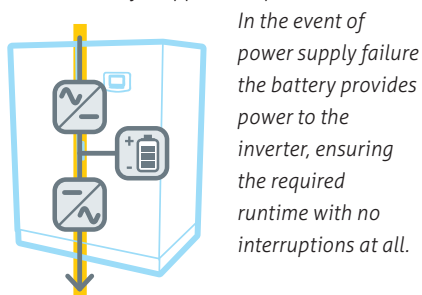 In the event of
power supply failure
the battery provides
power to the
inverter, ensuring
the required
runtime with no
interruptions at all.
+
-